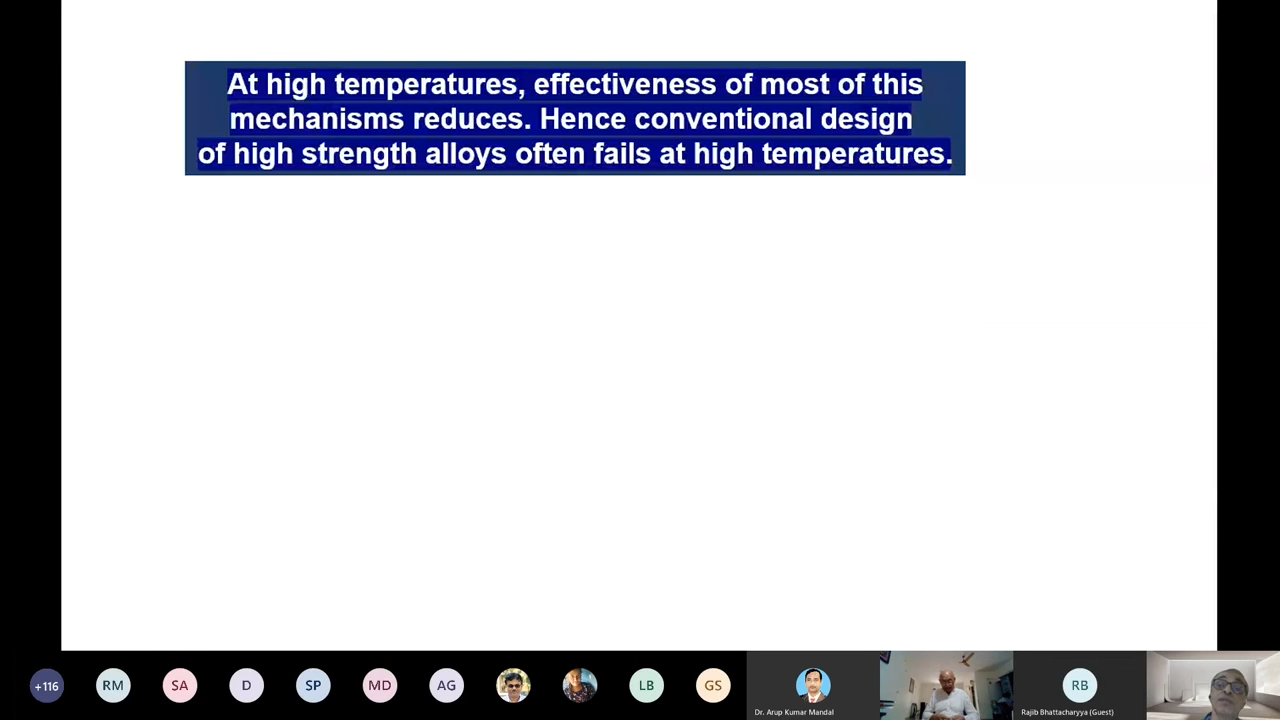 At high temperatures, effectiveness of most of this
mechanisms reduces. Hence conventional design
of high strength alloys often fails at high temperatures.
+116
RM
SA
D
SP
MD
AG
LB
GS
Dr. Arup Kumar Mandal
RB
Rajib Bhattacharyya (Guest)